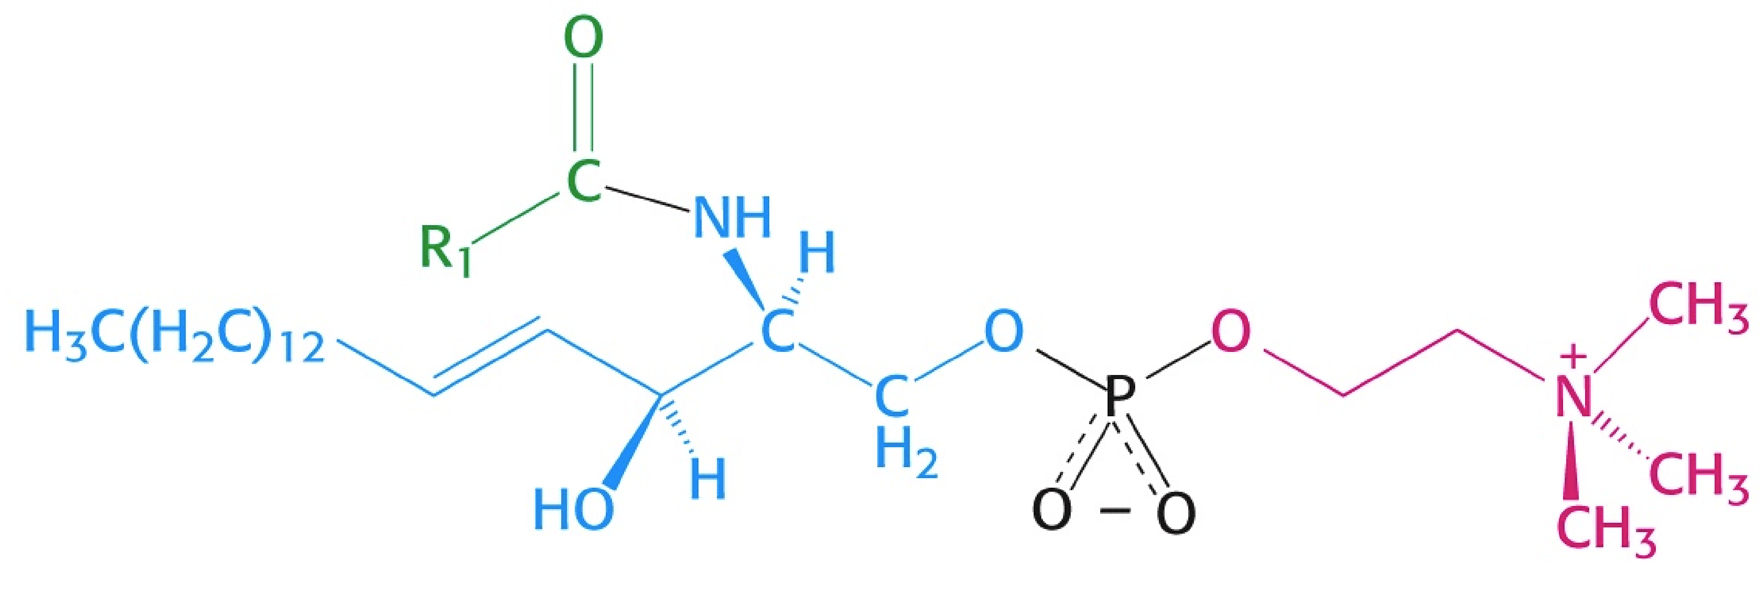 O
C
R₁
NH
H
H₃C(H₂C)₁₂
C
O
O
CH₃
C
H₂
P
+
N
HO
H
O – O
CH₃
CH₃